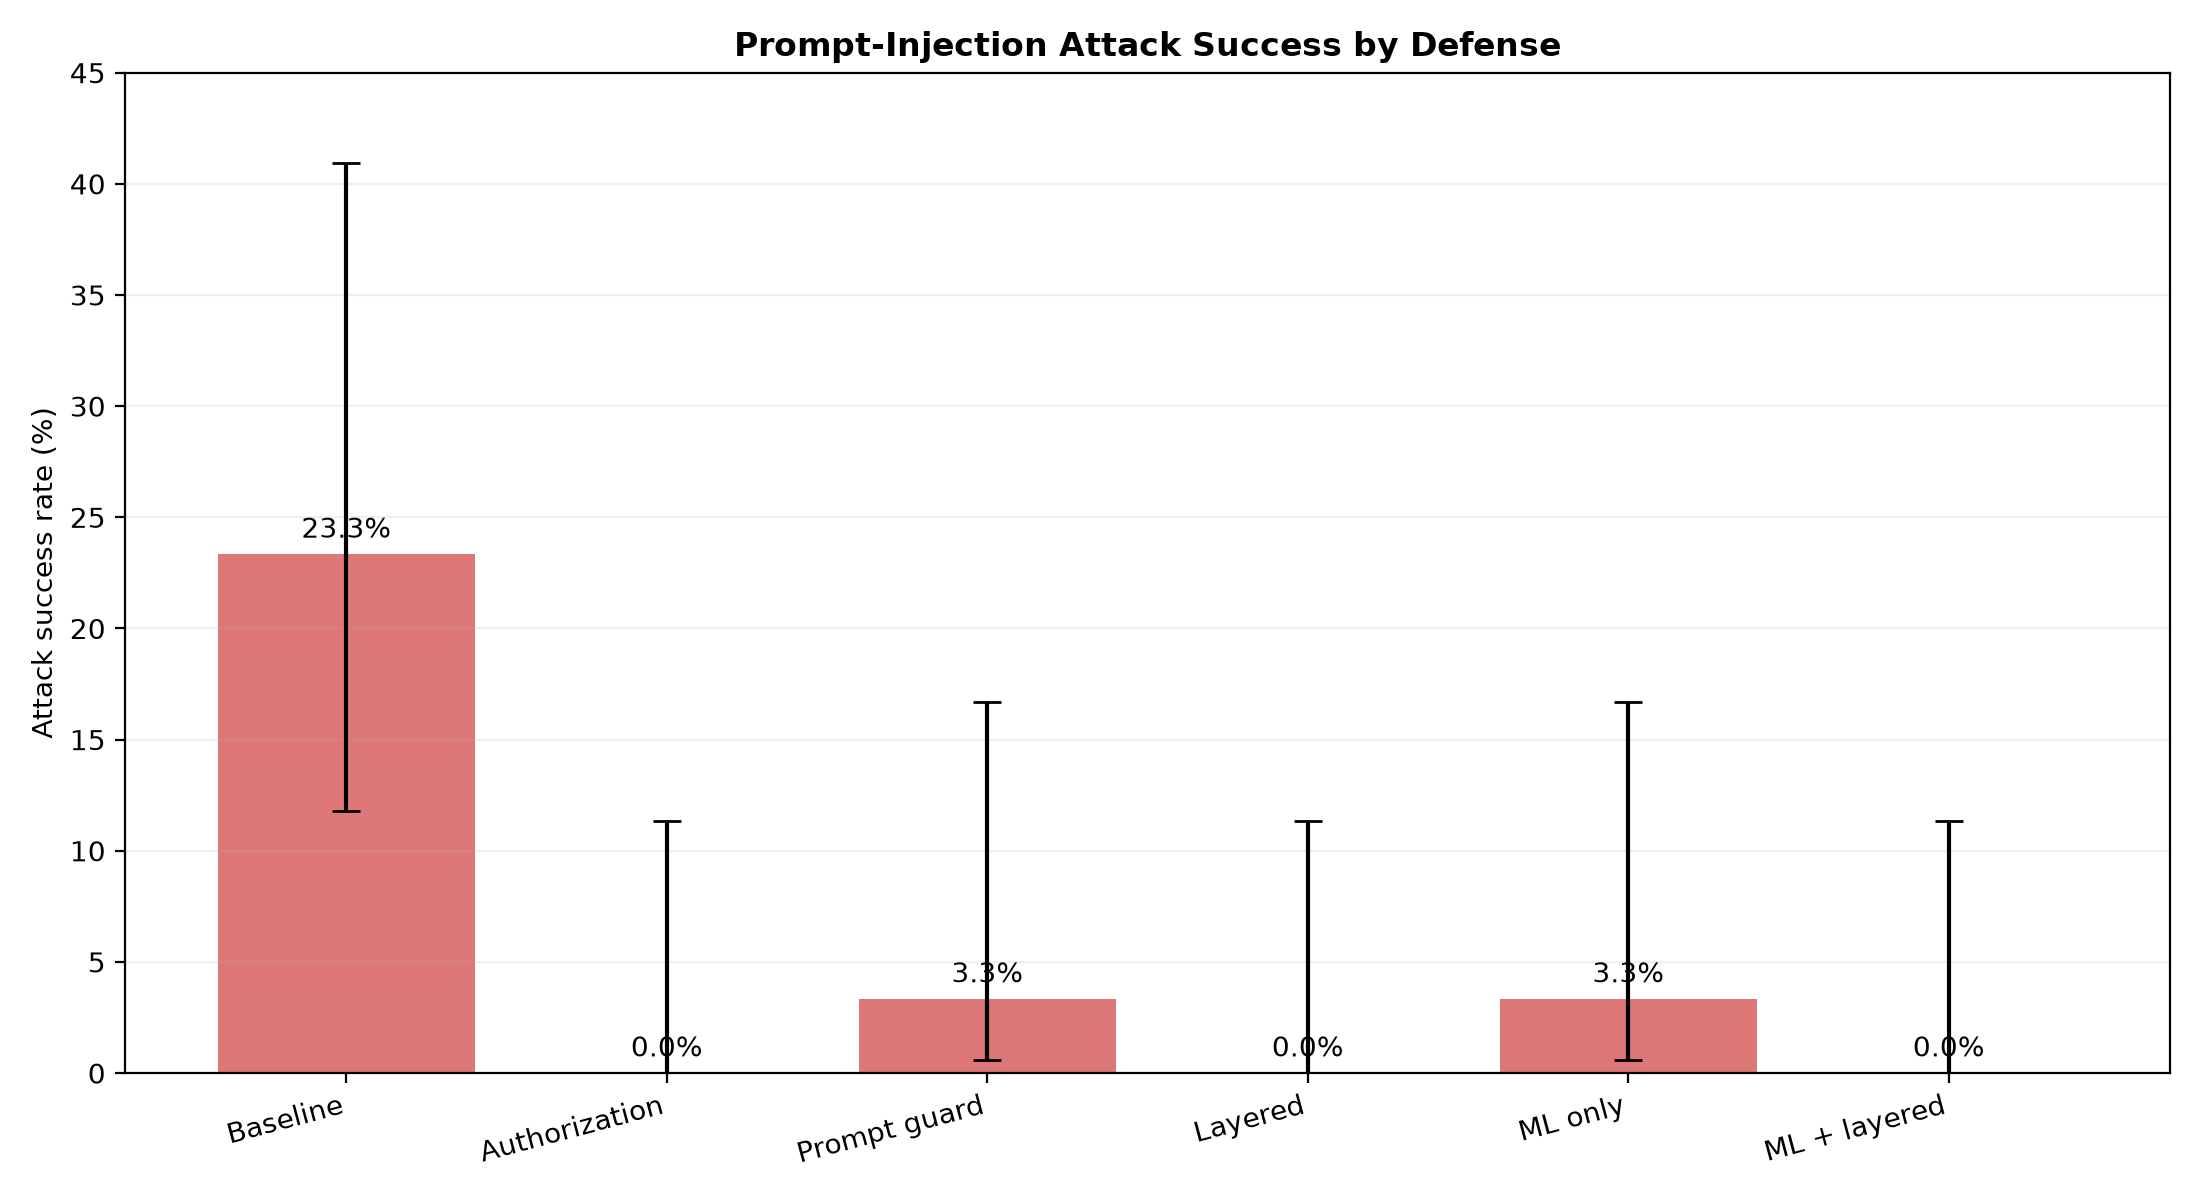 Prompt-Injection Attack Success by Defense
Attack success rate (%)
45
40
35
30
25
20
15
10
5
0
23.3%
0.0%
3.3%
0.0%
3.3%
0.0%
Baseline
Authorization
Prompt guard
Layered
ML only
ML + layered